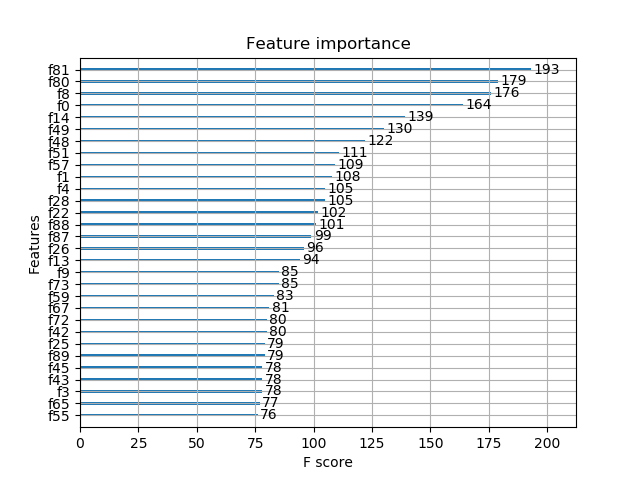 Feature importance
Features
f81 193
f80 179
f8 176
f0 164
f14 139
f49 130
f48 122
f51 111
f57 109
f1 108
f4 105
f28 105
f22 102
f88 101
f87 99
f26 96
f13 94
f9 85
f73 85
f59 83
f67 81
f72 80
f42 80
f25 79
f89 79
f45 78
f43 78
f3 78
f65 77
f55 76
0 25 50 75 100 125 150 175 200
F score